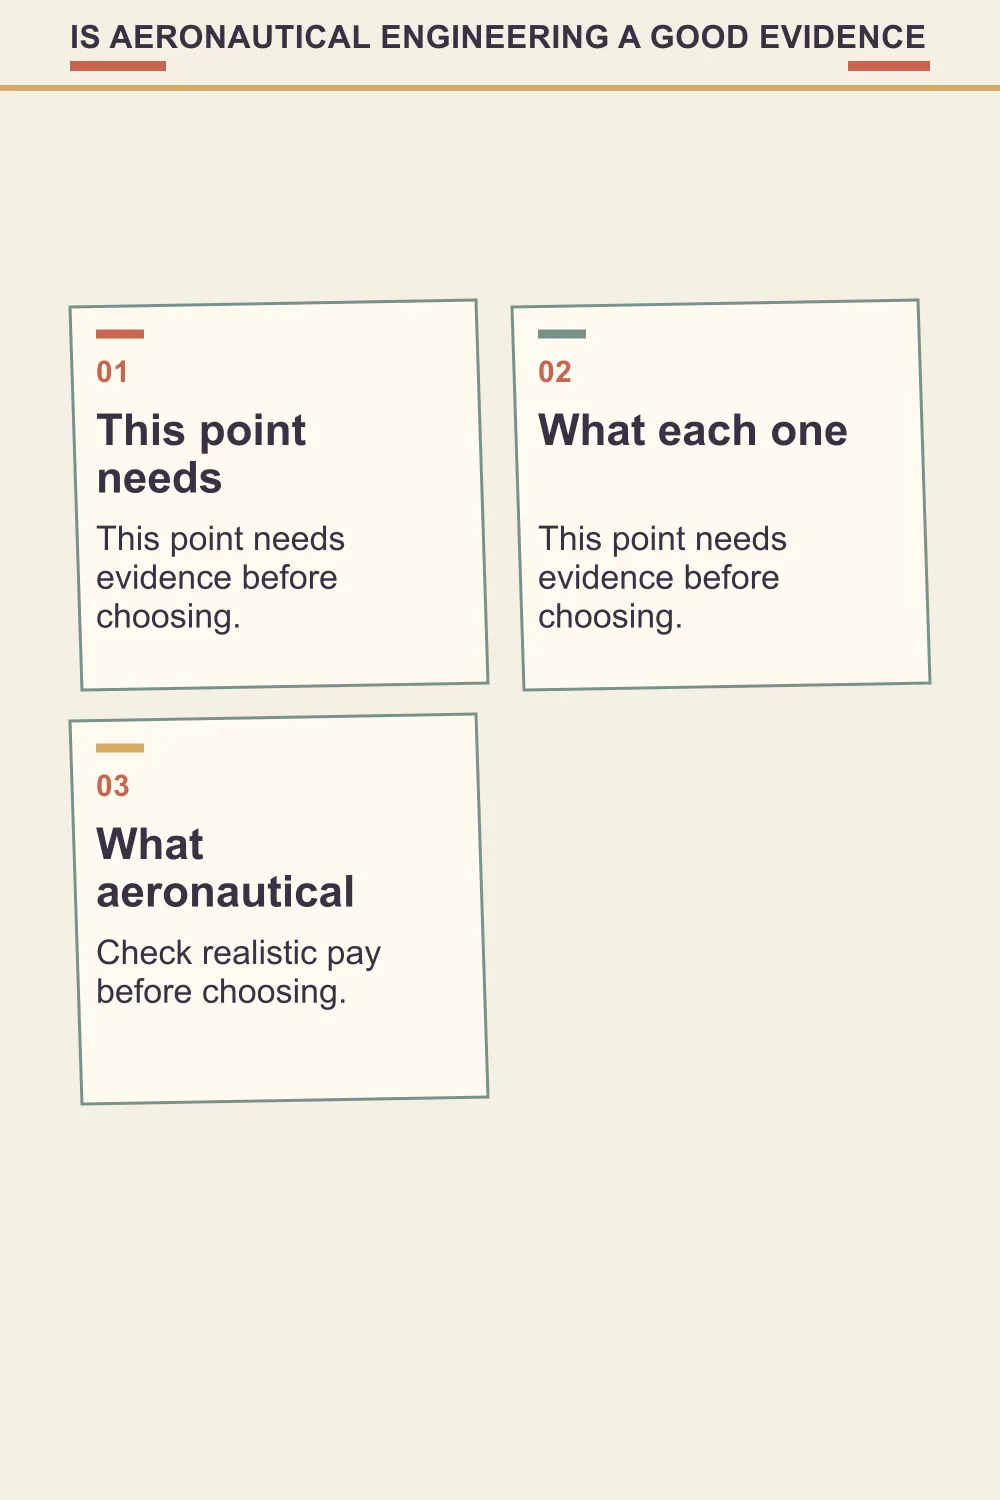 IS AERONAUTICAL ENGINEERING A GOOD EVIDENCE
01
This point
needs
This point needs
evidence before
choosing.
02
What each one
This point needs
evidence before
choosing.
03
What
aeronautical
Check realistic pay
before choosing.